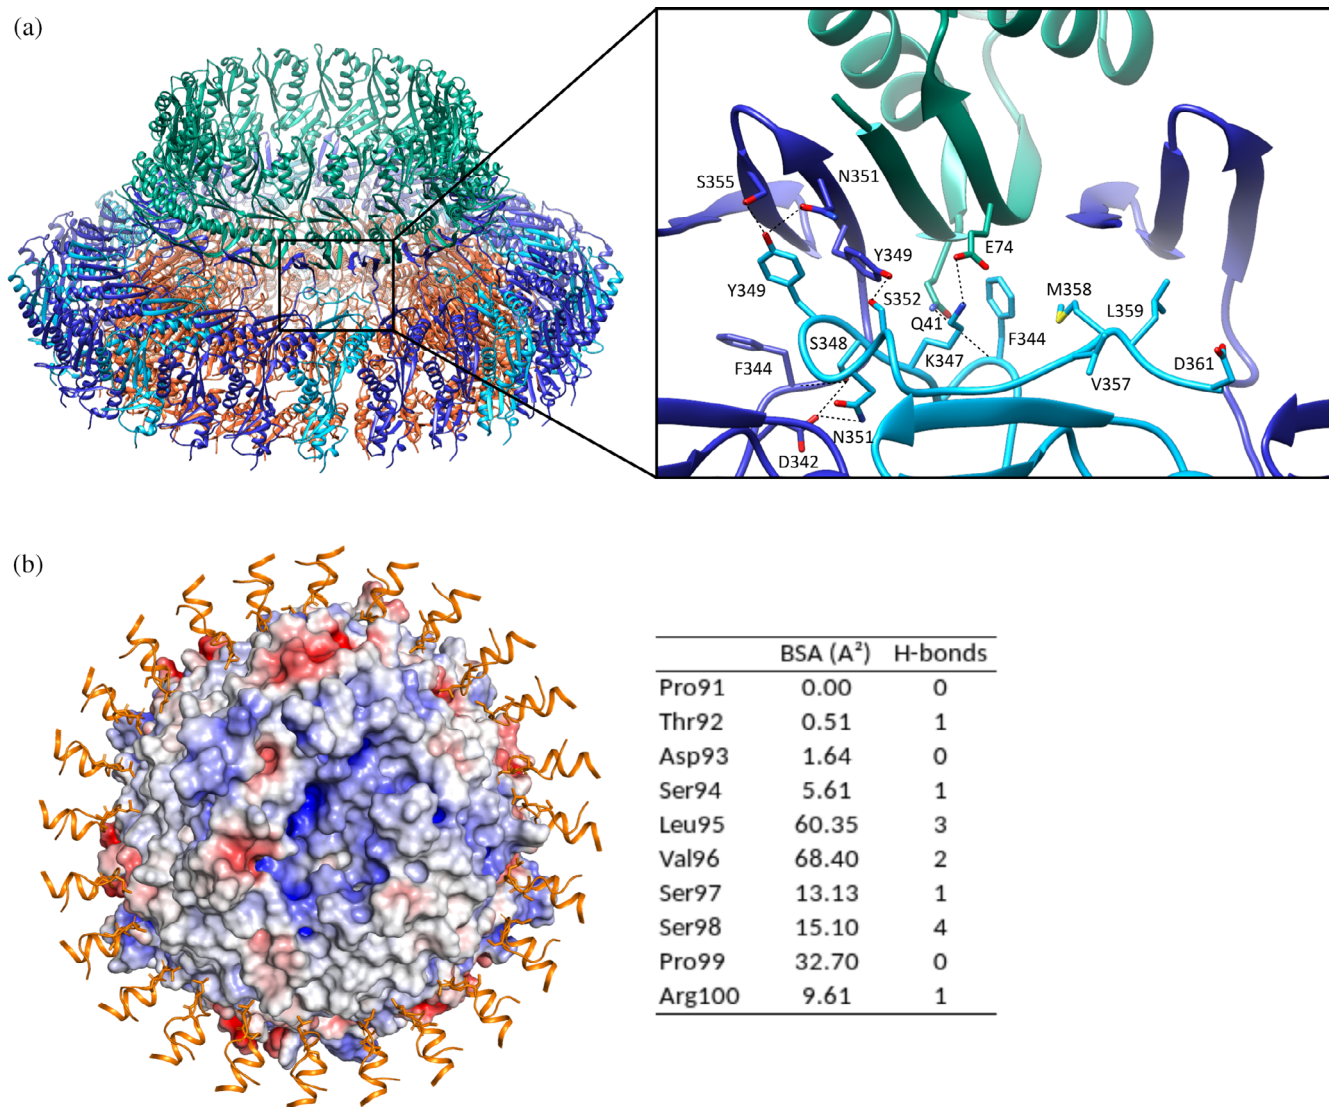 (a)
S355
N351
E74
Y349
Y349
S352
M358
L359
Q41
S348
F344
K347
D361
F344
V357
N351
D342
(b)
BSA (A²) H-bonds
Pro91 0.00 0
Thr92 0.51 1
Asp93 1.64 0
Ser94 5.61 1
Leu95 60.35 3
Val96 68.40 2
Ser97 13.13 1
Ser98 15.10 4
Pro99 32.70 0
Arg100 9.61 1